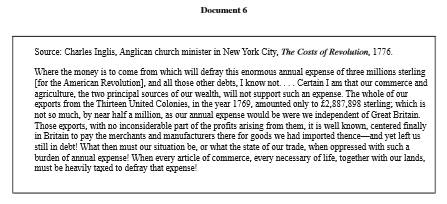 Document 6
Source: Charles Inglis, Anglican church minister in New York City, The Costs of Revolution, 1776.
Where the money is to come from which will defray this enormous annual expense of three millions sterling
[for the American Revolution], and all those other debts, I know not. . . . Certain I am that our commerce and
agriculture, the two principal sources of our wealth, will not support such an expense. The whole of our
exports from the Thirteen United Colonies, in the year 1769, amounted only to £2,887,898 sterling; which is
not so much, by near half a million, as our annual expense would be were we independent of Great Britain.
Those exports, with no inconsiderable part of the profits arising from them, it is well known, centered finally
in Britain to pay the merchants and manufacturers there for goods we had imported thence—and yet left us
still in debt! What then must our situation be, or what the state of our trade, when oppressed with such a
burden of annual expense! When every article of commerce, every necessary of life, together with our lands,
must be heavily taxed to defray that expense!